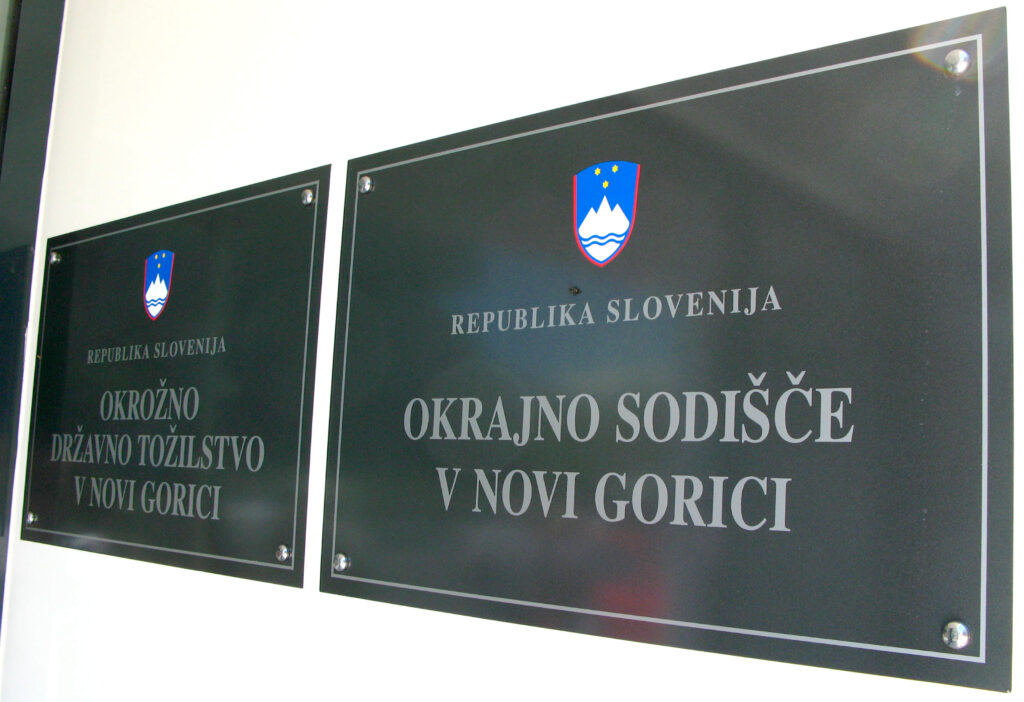 REPUBLIKA SLOVENIJA
OKROŽNO
DRŽAVNO TOŽILSTVO
V NOVI GORICI
REPUBLIKA SLOVENIJA
OKRAJNO SODIŠČE
V NOVI GORICI